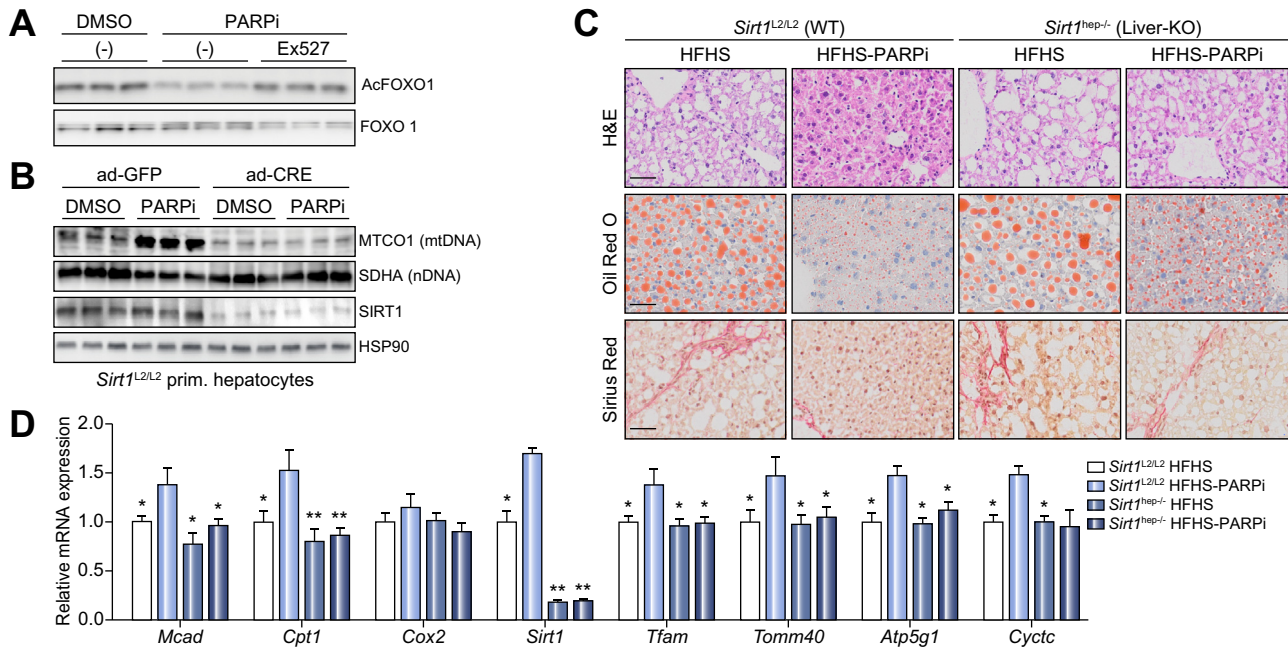 A
DMSO PARPi
(-) (-) Ex527
AcFOXO1
FOXO 1
B
ad-GFP ad-CRE
DMSO PARPi DMSO PARPi
MTCO1 (mtDNA)
SDHA (nDNA)
SIRT1
HSP90
Sirt1L2/L2 prim. hepatocytes
C
Sirt1L2/L2 (WT) Sirt1hep-/- (Liver-KO)
HFHS HFHS-PARPi HFHS HFHS-PARPi
H&E
Oil Red O
Sirius Red
D
Relative mRNA expression
2.0
1.5
1.0
0.5
0.0
* * *
* ** **
* ** **
* * *
* * *
* * *
* *
Mcad Cpt1 Cox2 Sirt1 Tfam Tomm40 Atp5g1 Cyctc
Sirt1L2/L2 HFHS
Sirt1L2/L2 HFHS-PARPi
Sirt1hep-/- HFHS
Sirt1hep-/- HFHS-PARPi